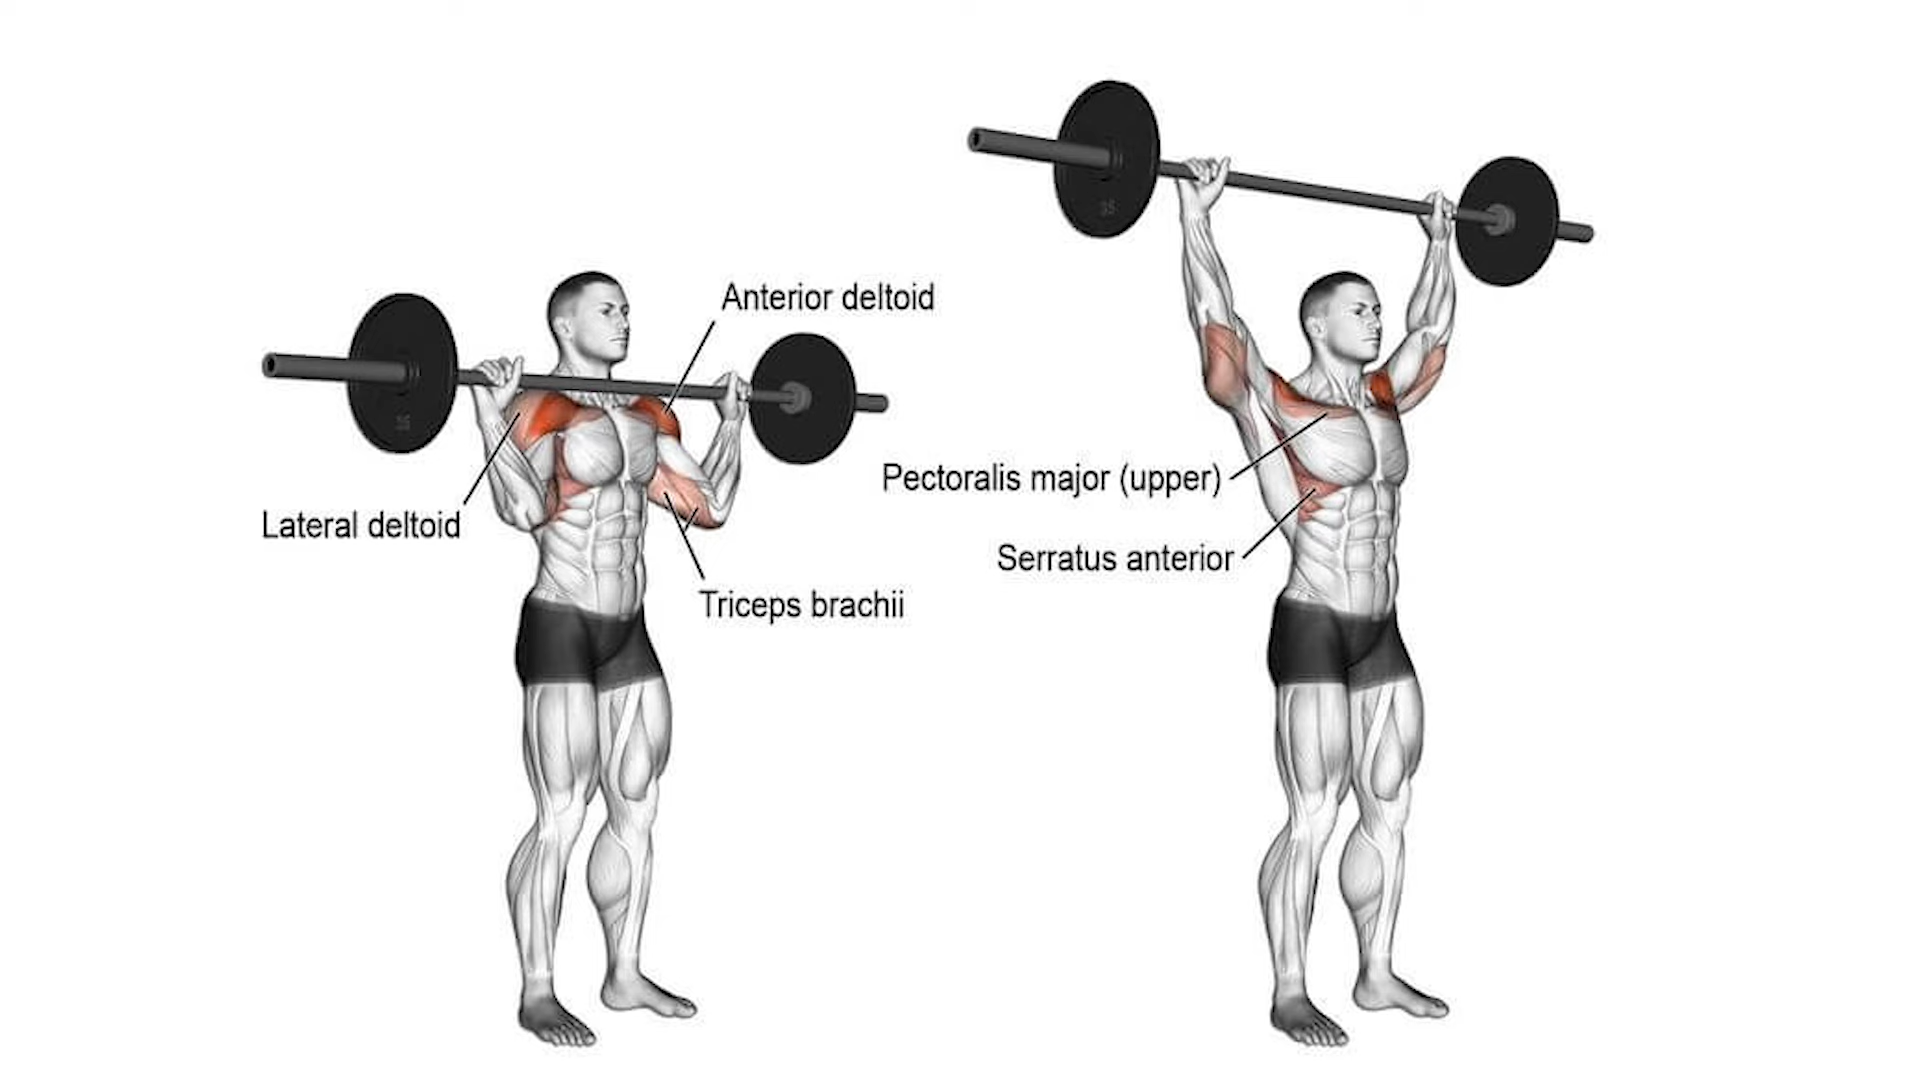 Anterior deltoid
Lateral deltoid
Triceps brachii
Pectoralis major (upper)
Serratus anterior